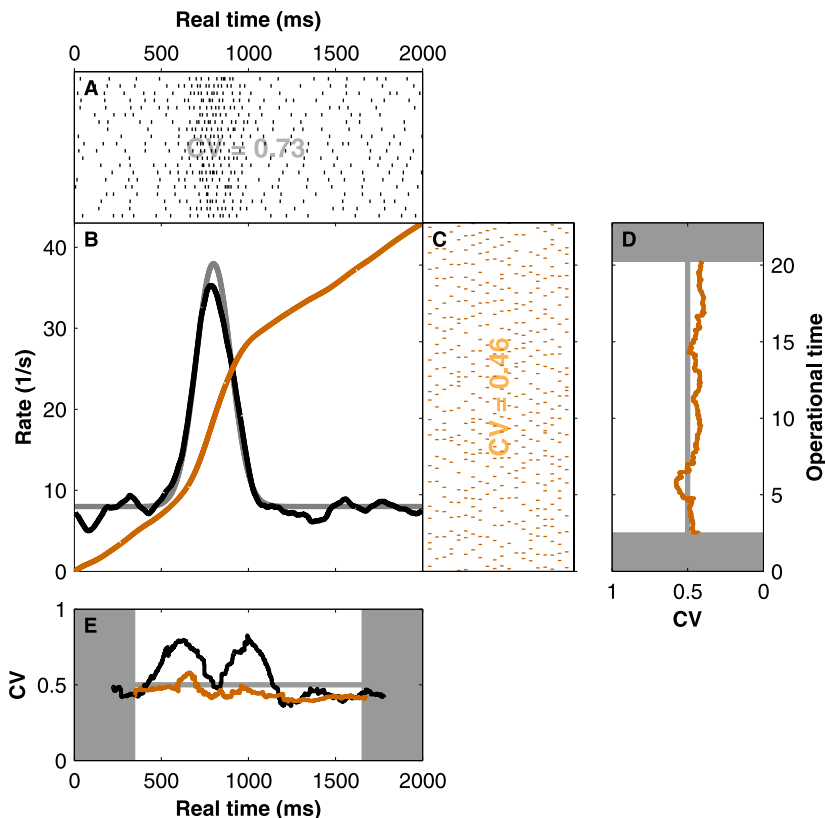 Real time (ms)
0 500 1000 1500 2000
A
CV = 0.73
B
40
30
20
10
0
Rate (1/s)
C
CV = 0.46
D
20
15
10
5
0
Operational time
1 0.5 0
CV
E
1
0.5
0
CV
0 500 1000 1500 2000
Real time (ms)